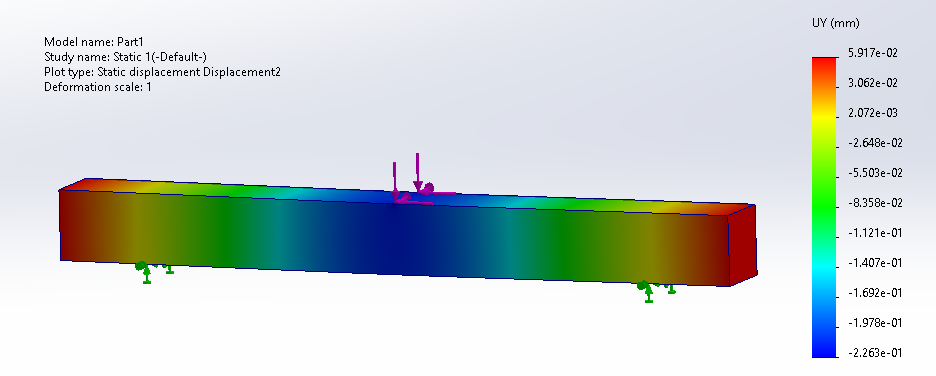 Model name: Part1
Study name: Static 1(-Default-)
Plot type: Static displacement Displacement2
Deformation scale: 1
UY (mm)
5.917e-02
3.062e-02
2.072e-03
-2.648e-02
-5.503e-02
-8.358e-02
-1.121e-01
-1.407e-01
-1.692e-01
-1.978e-01
-2.263e-01